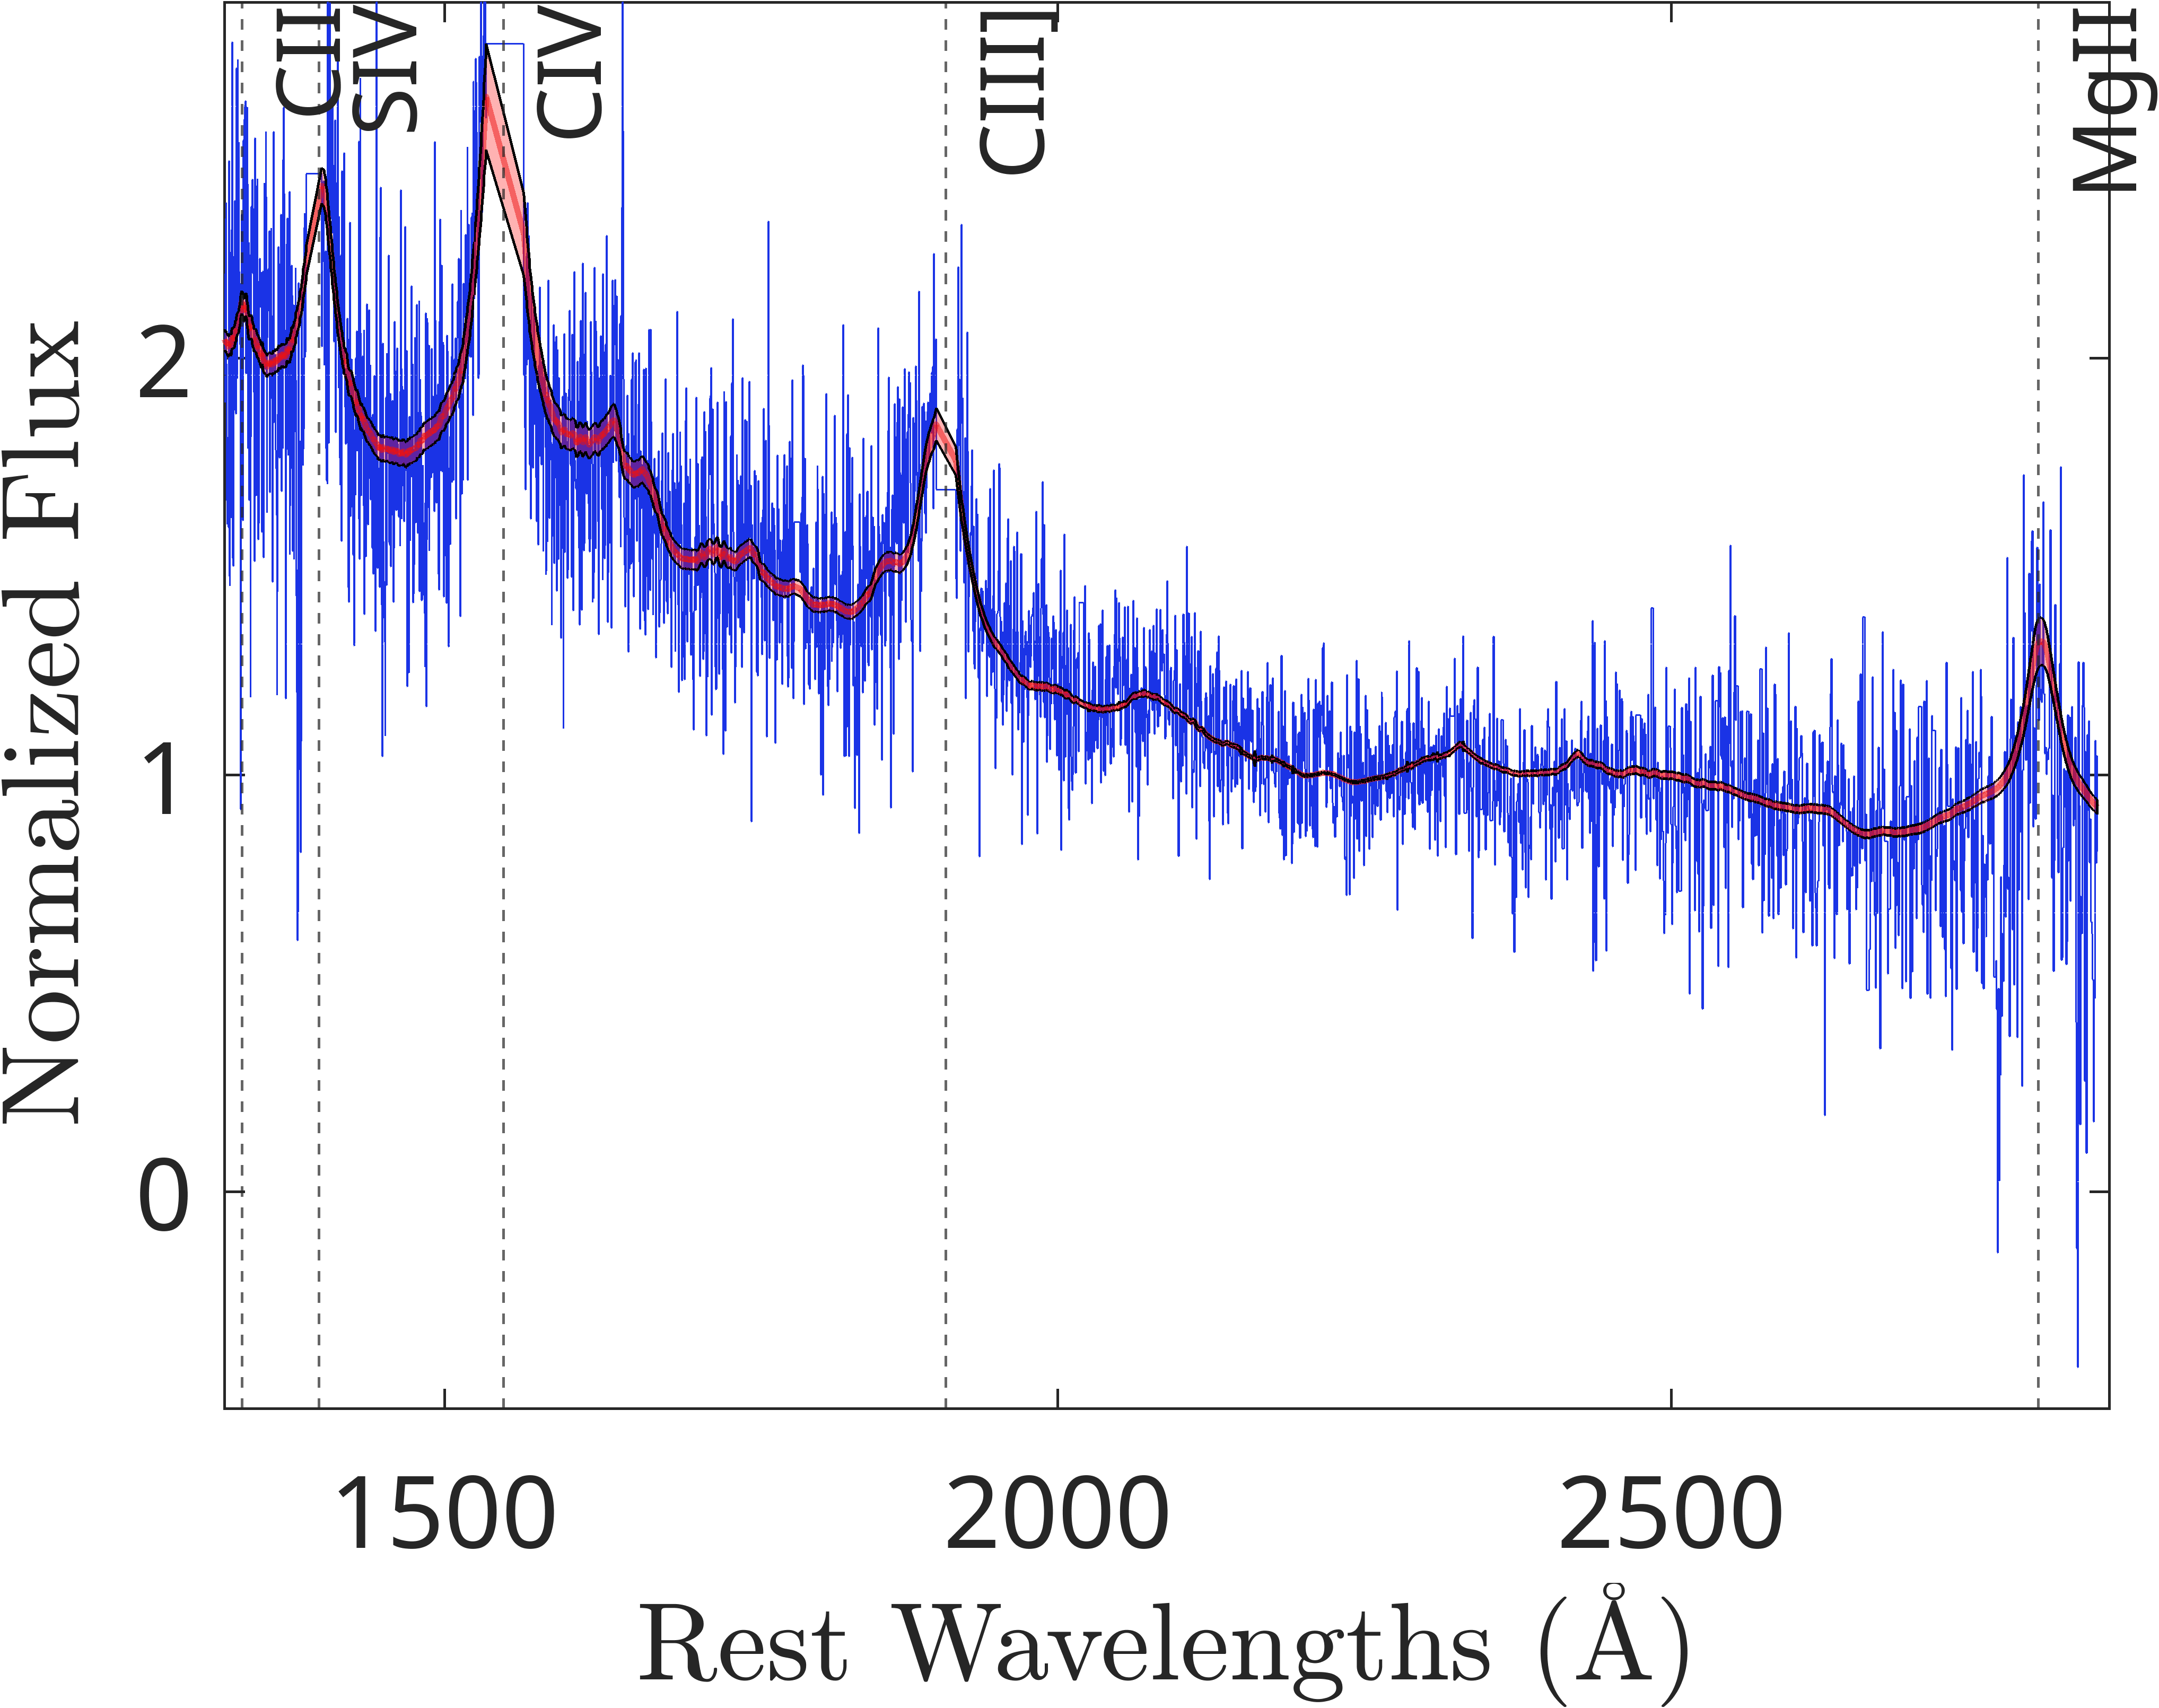 CII
SIV
CIV
CIII]
MgII
Normalized Flux
2
1
0
1500
2000
2500
Rest Wavelengths (Å)